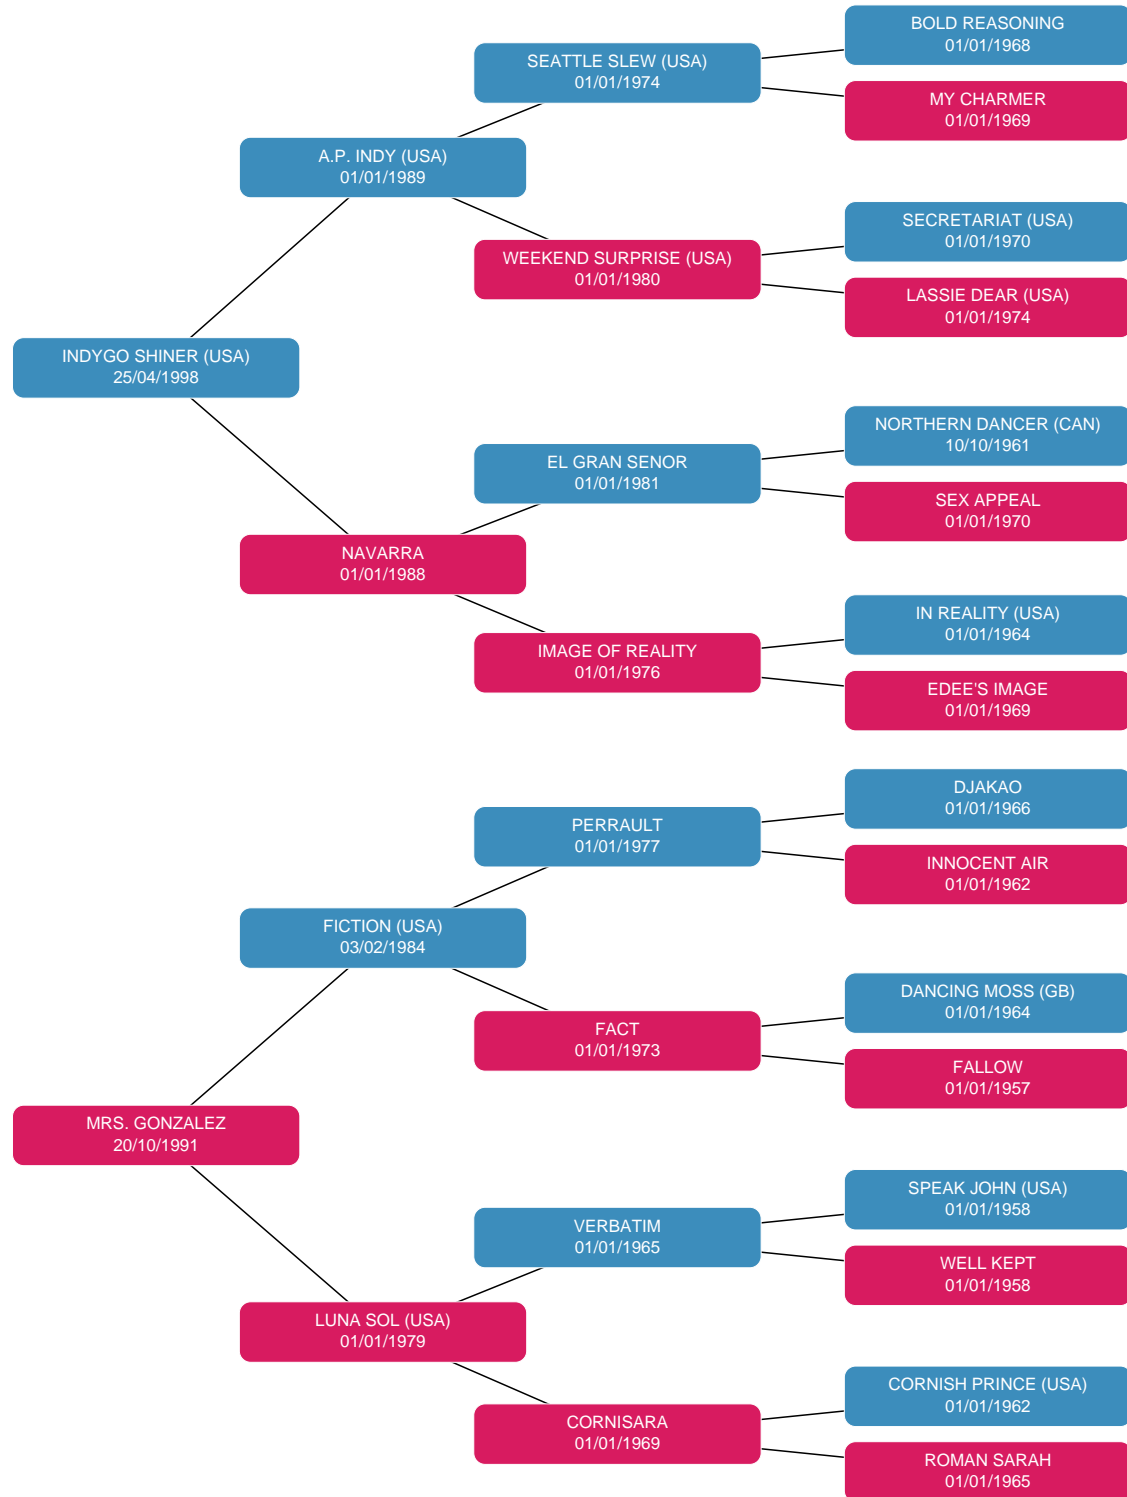 BOLD REASONING
01/01/1968
SEATTLE SLEW (USA)
01/01/1974
MY CHARMER
01/01/1969
A.P. INDY (USA)
01/01/1989
SECRETARIAT (USA)
01/01/1970
WEEKEND SURPRISE (USA)
01/01/1980
LASSIE DEAR (USA)
01/01/1974
INDYGO SHINER (USA)
25/04/1998
NORTHERN DANCER (CAN)
10/10/1961
EL GRAN SENOR
01/01/1981
SEX APPEAL
01/01/1970
NAVARRA
01/01/1988
IN REALITY (USA)
01/01/1964
IMAGE OF REALITY
01/01/1976
EDEE'S IMAGE
01/01/1969
DJAKAO
01/01/1966
PERRAULT
01/01/1977
INNOCENT AIR
01/01/1962
FICTION (USA)
03/02/1984
DANCING MOSS (GB)
01/01/1964
FACT
01/01/1973
FALLOW
01/01/1957
MRS. GONZALEZ
20/10/1991
SPEAK JOHN (USA)
01/01/1958
VERBATIM
01/01/1965
WELL KEPT
01/01/1958
LUNA SOL (USA)
01/01/1979
CORNISH PRINCE (USA)
01/01/1962
CORNISARA
01/01/1969
ROMAN SARAH
01/01/1965